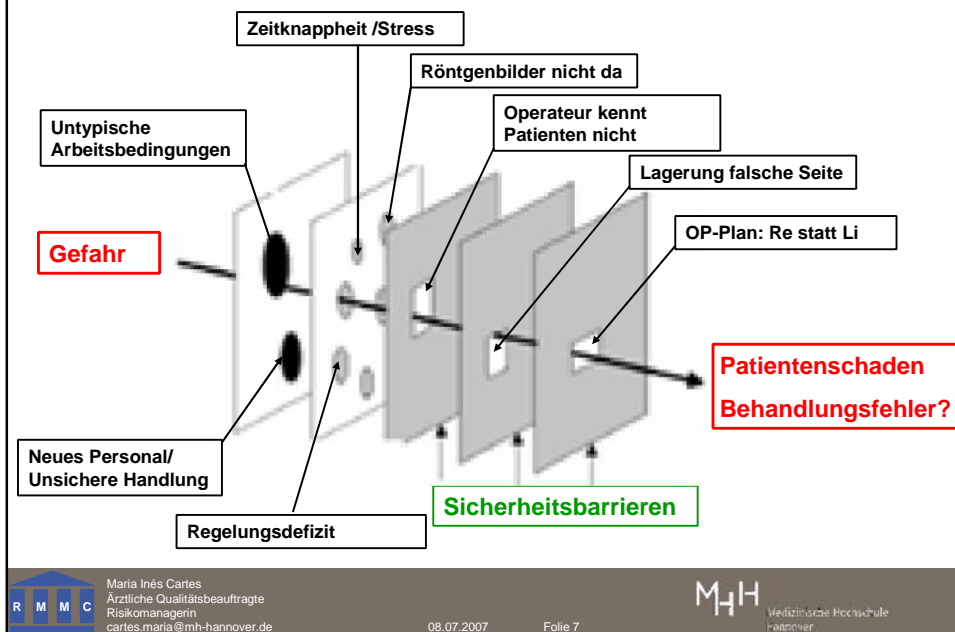 Zeitknappheit /Stress
Röntgenbilder nicht da
Operateur kennt
Patienten nicht
Untypische
Arbeitsbedingungen
Lagerung falsche Seite
OP-Plan: Re statt Li
Gefahr
Patientenschaden
Behandlungsfehler?
Neues Personal/
Unsichere Handlung
Sicherheitsbarrieren
Regelungsdefizit
R M M C
Maria Inés Cartes
Ärztliche Qualitätsbeauftragte
Risikomanagerin
cartes.maria@mh-hannover.de
08.07.2007
Folie 7
MHH
Medizinische Hochschule
Hannover